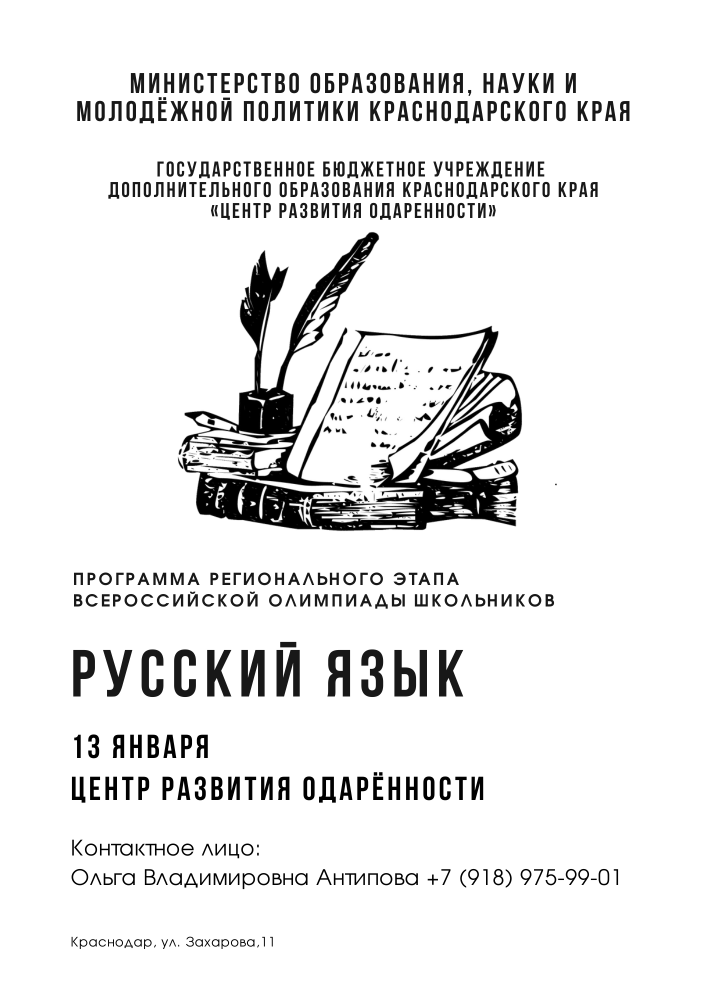 МИНИСТЕРСТВО ОБРАЗОВАНИЯ, НАУКИ И
МОЛОДЁЖНОЙ ПОЛИТИКИ КРАСНОДАРСКОГО КРАЯ
ГОСУДАРСТВЕННОЕ БЮДЖЕТНОЕ УЧРЕЖДЕНИЕ
ДОПОЛНИТЕЛЬНОГО ОБРАЗОВАНИЯ КРАСНОДАРСКОГО КРАЯ
«ЦЕНТР РАЗВИТИЯ ОДАРЕННОСТИ»
ПРОГРАММА РЕГИОНАЛЬНОГО ЭТАПА
ВСЕРОССИЙСКОЙ ОЛИМПИАДЫ ШКОЛЬНИКОВ
РУССКИЙ ЯЗЫК
13 ЯНВАРЯ
ЦЕНТР РАЗВИТИЯ ОДАРЁННОСТИ
Контактное лицо:
Ольга Владимировна Антипова +7 (918) 975-99-01
Краснодар, ул. Захарова,11